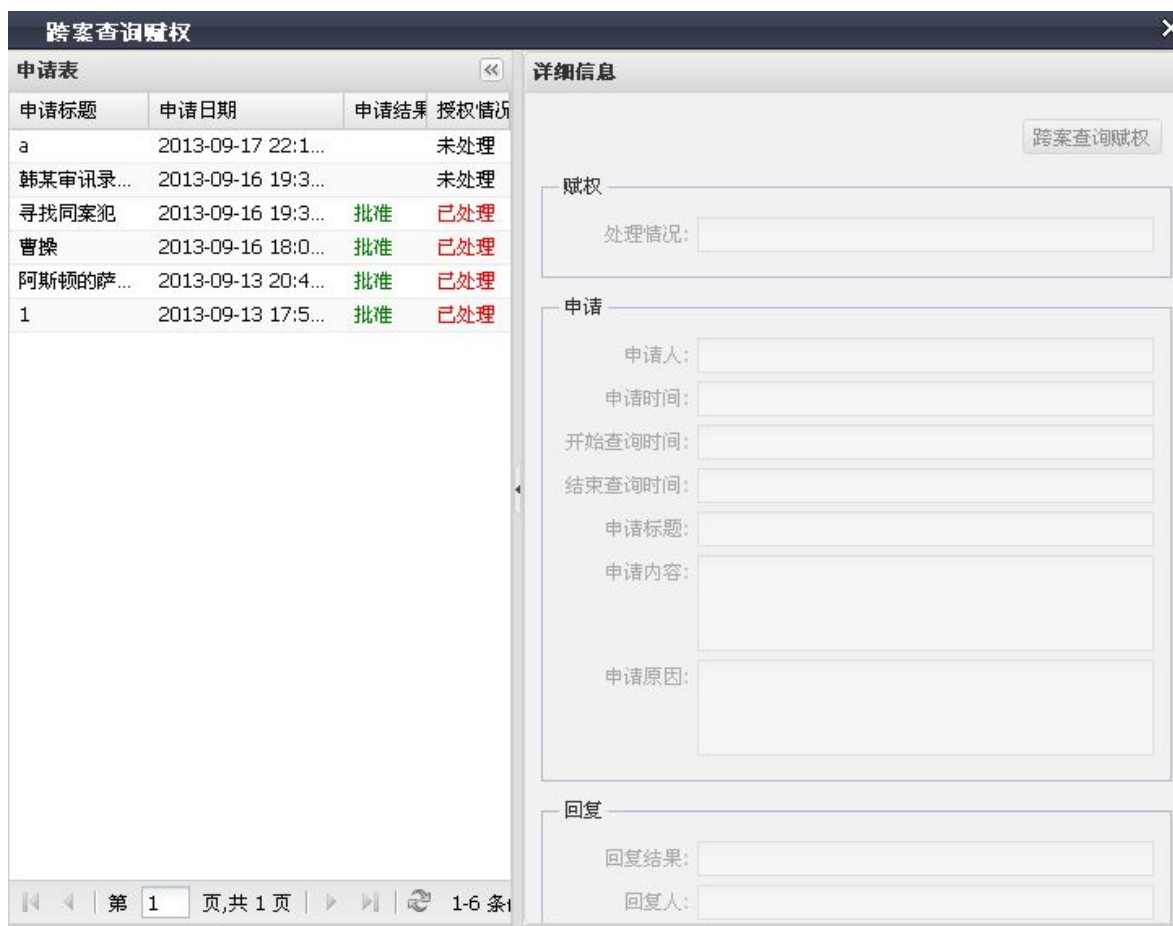 跨案查询赋权
申请表
申请标题 申请日期 申请结果 授权情况
a 2013-09-17 22:1... 未处理
韩某审讯录... 2013-09-16 19:3... 未处理
寻找同案犯 2013-09-16 19:3... 批准 已处理
曹操 2013-09-16 18:0... 批准 已处理
阿斯顿的萨... 2013-09-13 20:4... 批准 已处理
1 2013-09-13 17:5... 批准 已处理
第 1 页,共 1 页 1-6 条
详细信息
跨案查询赋权
赋权
处理情况:
申请
申请人:
申请时间:
开始查询时间:
结束查询时间:
申请标题:
申请内容:
申请原因:
回复
回复结果:
回复人: